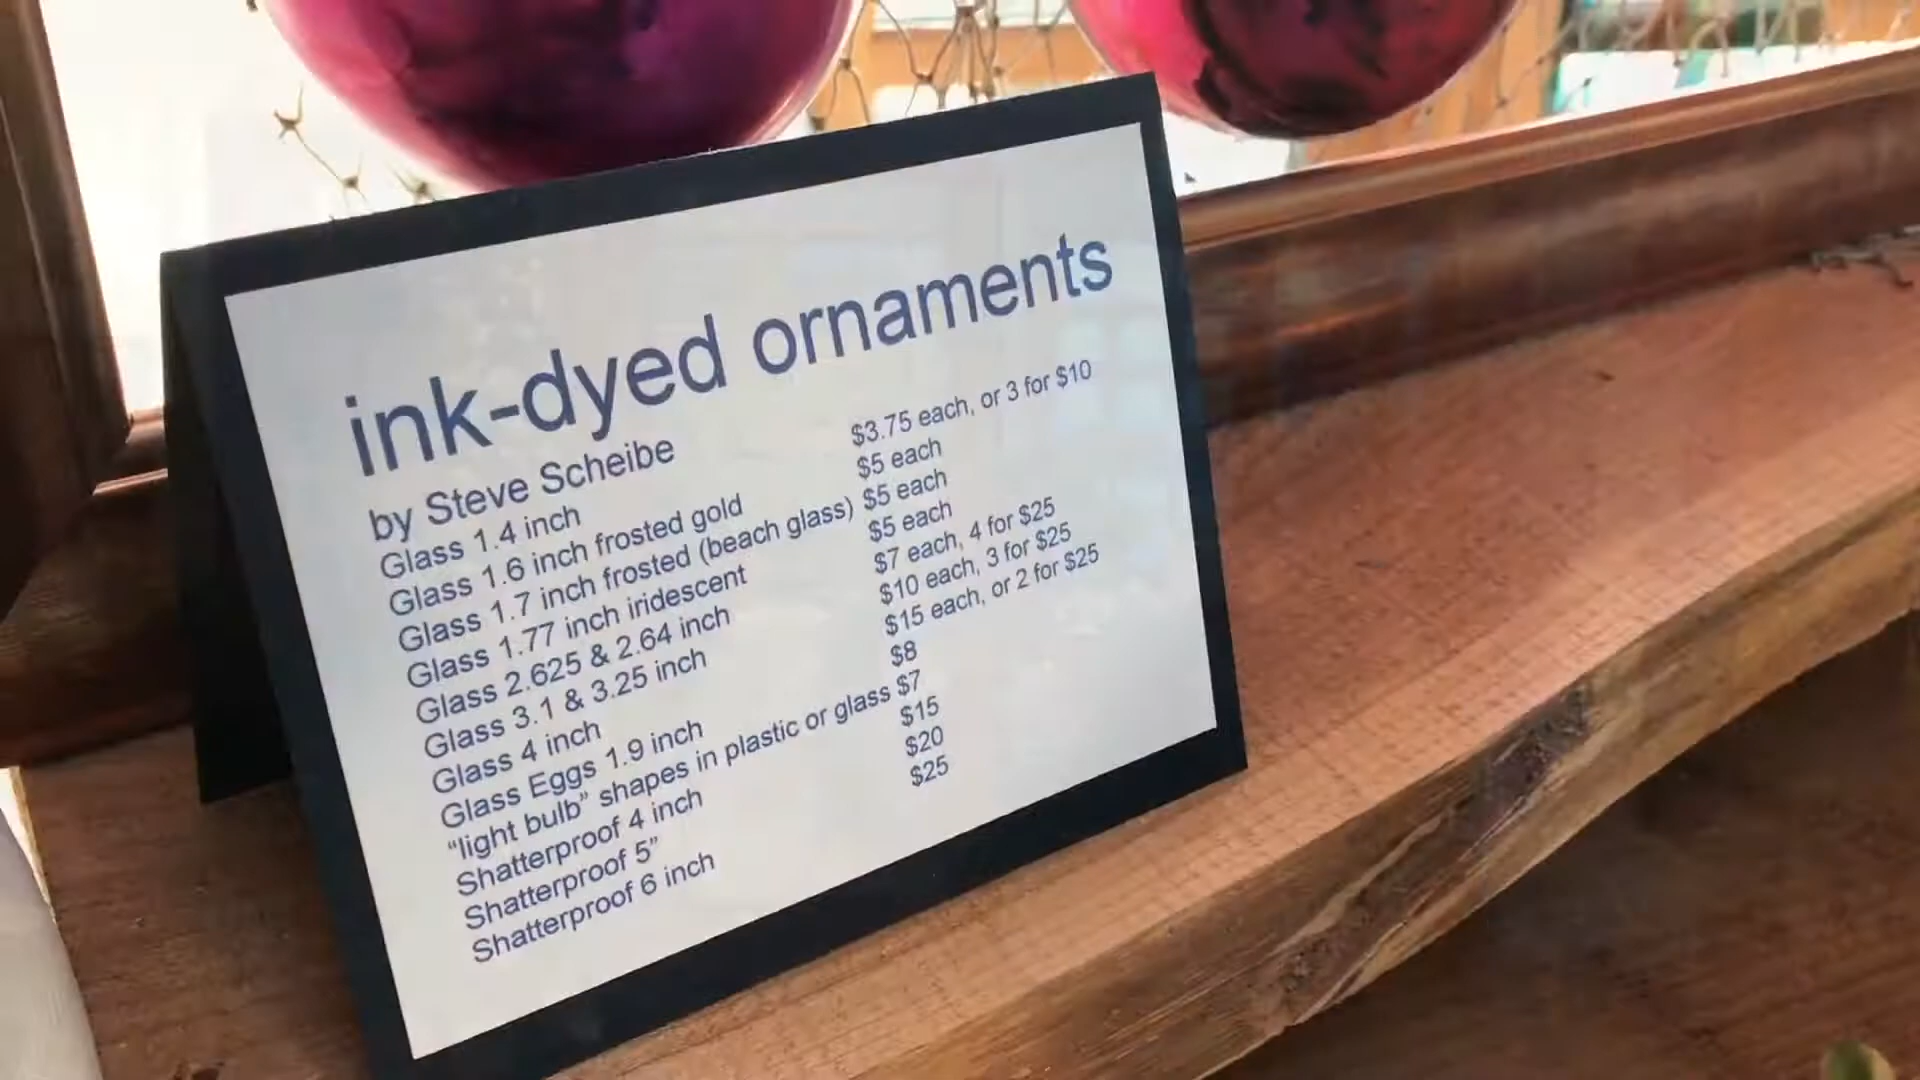 ink-dyed ornaments
by Steve Scheibe
Glass 1.4 inch $3.75 each, or 3 for $10
Glass 1.6 inch frosted gold $5 each
Glass 1.7 inch frosted (beach glass) $5 each
Glass 1.77 inch iridescent $5 each
Glass 2.625 & 2.64 inch $7 each, 4 for $25
Glass 3.1 & 3.25 inch $10 each, 3 for $25
Glass 4 inch $15 each, or 2 for $25
Glass Eggs 1.9 inch $8
“light bulb” shapes in plastic or glass $7
Shatterproof 4 inch $15
Shatterproof 5” $20
Shatterproof 6 inch $25